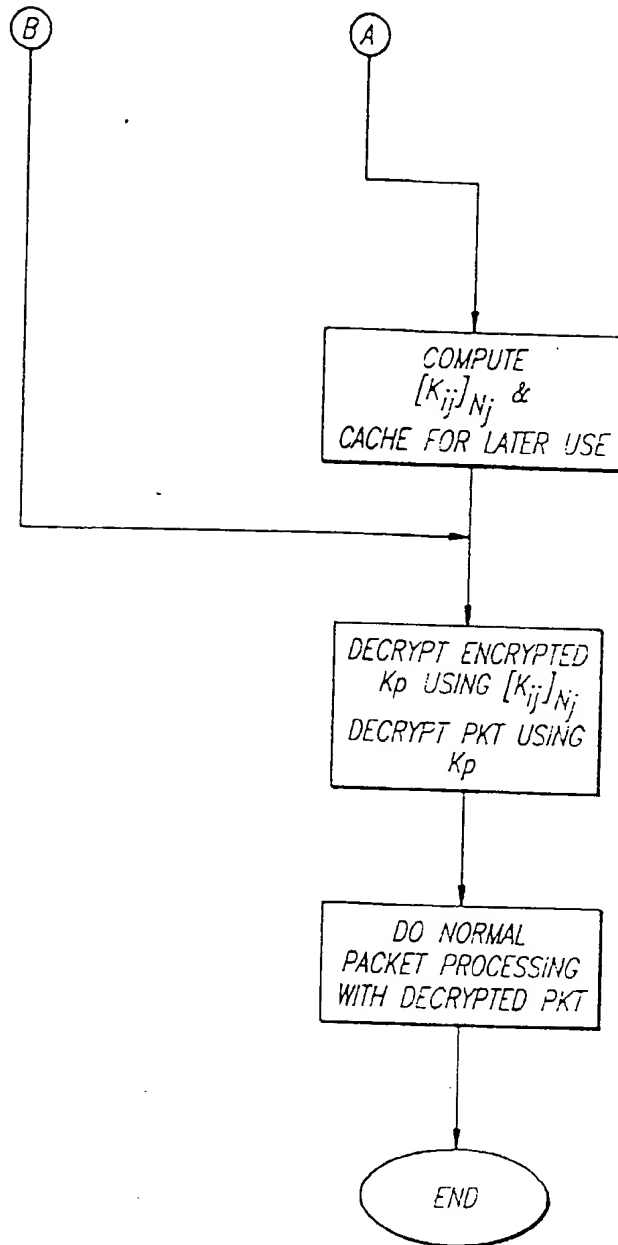 B
A
COMPUTE
[Kij]Nj &
CACHE FOR LATER USE
DECRYPT ENCRYPTED
Kp USING [Kij]Nj
DECRYPT PKT USING
Kp
DO NORMAL
PACKET PROCESSING
WITH DECRYPTED PKT
END